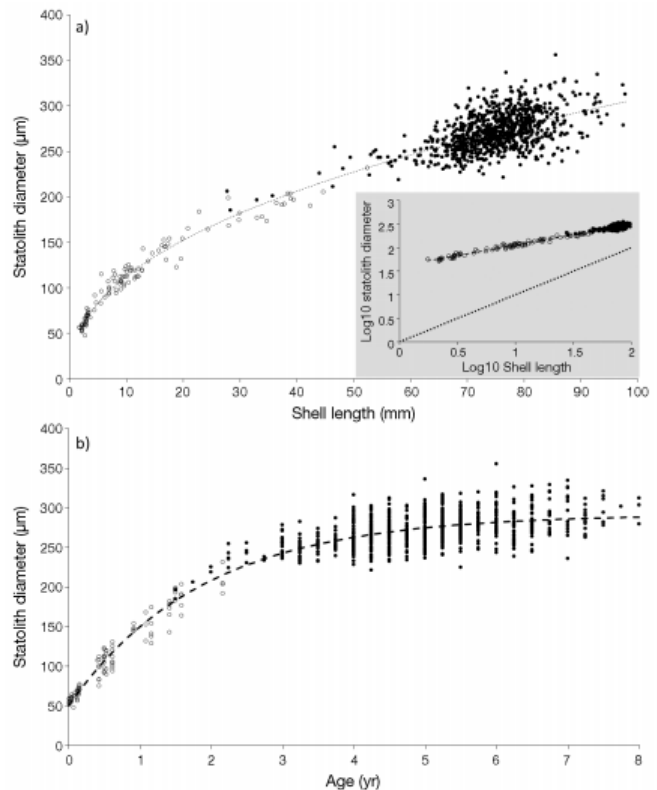 a)
400
350
300
250
200
150
100
50
0
Statolith diameter (µm)
0 10 20 30 40 50 60 70 80 90 100
Shell length (mm)
3
2.5
2
1.5
1
0.5
0
Log10 statolith diameter
0 0.5 1 1.5 2
Log10 Shell length
b)
400
350
300
250
200
150
100
50
0
Statolith diameter (µm)
0 1 2 3 4 5 6 7 8
Age (yr)